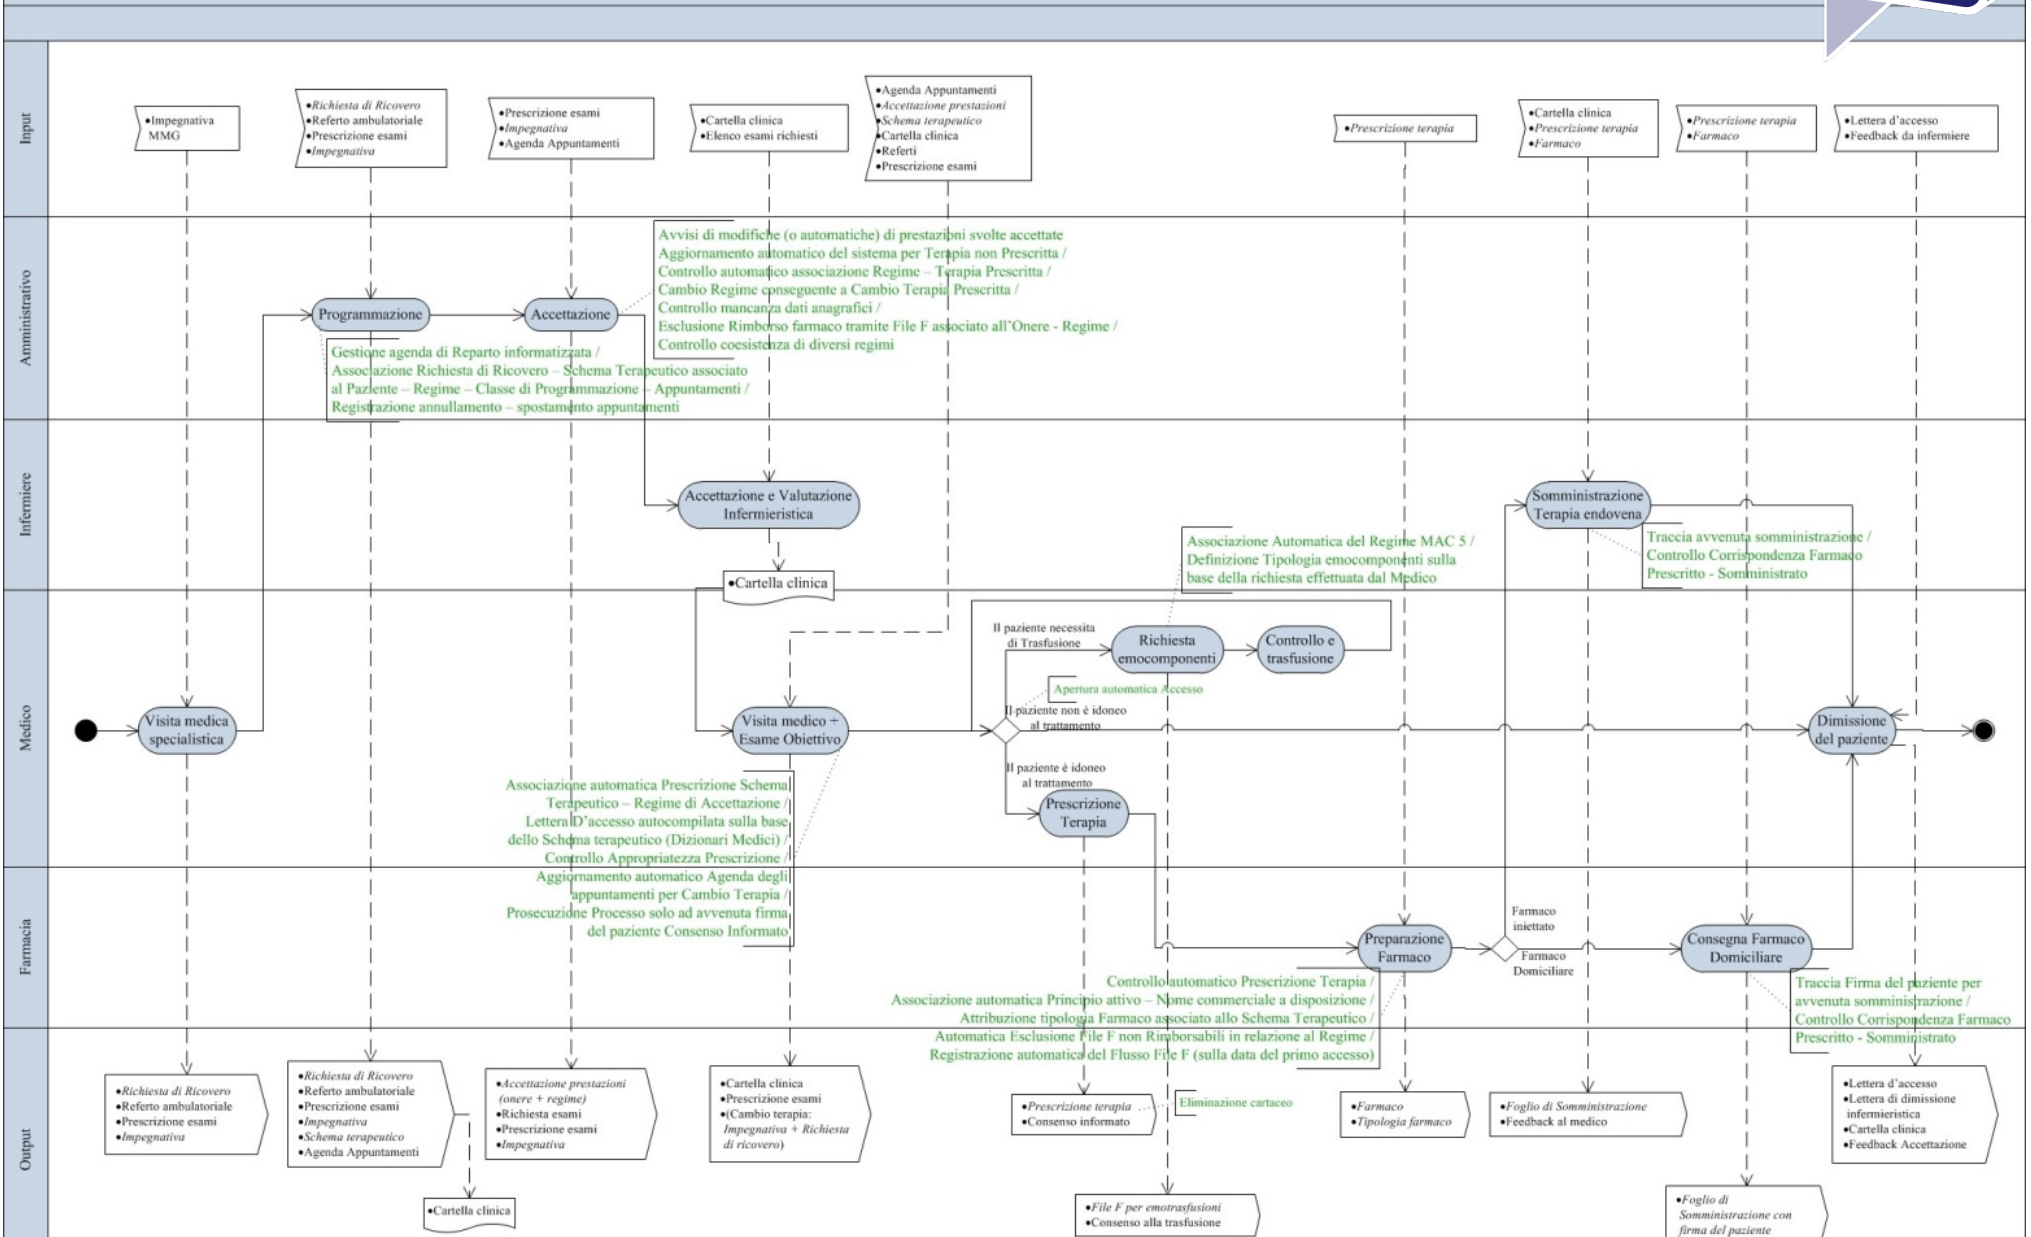 Input
•Impegnativa
MMG
•Richiesta di Ricovero
•Referto ambulatoriale
•Prescrizione esami
•Impegnativa
•Prescrizione esami
•Impegnativa
•Agenda Appuntamenti
•Cartella clinica
•Elenco esami richiesti
•Agenda Appuntamenti
•Accettazione prestazioni
•Schema terapeutico
•Cartella clinica
•Referti
•Prescrizione esami
•Prescrizione terapia
•Cartella clinica
•Prescrizione terapia
•Farmaco
•Prescrizione terapia
•Farmaco
•Lettera d'accesso
•Feedback da infermiere
Amministrativo
Programmazione
Accettazione
Avvisi di modifiche (o automatiche) di prestazioni svolte accettate
Aggiornamento automatico del sistema per Terapia non Prescritta /
Controllo automatico associazione Regime – Terapia Prescritta /
Cambio Regime conseguente a Cambio Terapia Prescritta /
Controllo mancanza dati anagrafici /
Esclusione Rimborso farmaco tramite File F associato all'Onere - Regime /
Controllo coesistenza di diversi regimi
Gestione agenda di Reparto informatizzata /
Associazione Richiesta di Ricovero – Schema Terapeutico associato
al Paziente – Regime – Classe di Programmazione – Appuntamenti /
Registrazione annullamento – spostamento appuntamenti
Infermiere
Accettazione e Valutazione
Infermieristica
•Cartella clinica
Somministrazione
Terapia endovena
Associazione Automatica del Regime MAC 5 /
Definizione Tipologia emocomponenti sulla
base della richiesta effettuata dal Medico
Traccia avvenuta somministrazione /
Controllo Corrispondenza Farmaco
Prescritto - Somministrato
Medico
Visita medica
specialistica
Visita medico +
Esame Obiettivo
Il paziente necessita
di Trasfusione
Richiesta
emocomponenti
Controllo e
trasfusione
Apertura automatica Accesso
Il paziente non è idoneo
al trattamento
Il paziente è idoneo
al trattamento
Prescrizione
Terapia
Dimissione
del paziente
Associazione automatica Prescrizione Schema
Terapeutico – Regime di Accettazione /
Lettera D'accesso autocompilata sulla base
dello Schema terapeutico (Dizionari Medici) /
Controllo Appropriatezza Prescrizione /
Aggiornamento automatico Agenda degli
appuntamenti per Cambio Terapia /
Prosecuzione Processo solo ad avvenuta firma
del paziente Consenso Informato
Farmacia
Preparazione
Farmaco
Farmaco
iniettato
Farmaco
Domiciliare
Consegna Farmaco
Domiciliare
Controllo automatico Prescrizione Terapia /
Associazione automatica Principio attivo – Nome commerciale a disposizione /
Attribuzione tipologia Farmaco associato allo Schema Terapeutico /
Automatica Esclusione File F non Rimborsabili in relazione al Regime /
Registrazione automatica del Flusso File F (sulla data del primo accesso)
Traccia Firma del paziente per
avvenuta somministrazione /
Controllo Corrispondenza Farmaco
Prescritto - Somministrato
Output
•Richiesta di Ricovero
•Referto ambulatoriale
•Prescrizione esami
•Impegnativa
•Richiesta di Ricovero
•Referto ambulatoriale
•Prescrizione esami
•Impegnativa
•Schema terapeutico
•Agenda Appuntamenti
•Cartella clinica
•Accettazione prestazioni
(onere + regime)
•Richiesta esami
•Prescrizione esami
•Impegnativa
•Cartella clinica
•Prescrizione esami
•(Cambio terapia:
Impegnativa + Richiesta
di ricovero)
•Prescrizione terapia
•Consenso informato
Eliminazione cartaceo
•File F per emotrasfusioni
•Consenso alla trasfusione
•Farmaco
•Tipologia farmaco
•Foglio di Somministrazione
•Feedback al medico
•Foglio di
Somministrazione con
firma del paziente
•Lettera d'accesso
•Lettera di dimissione
infermieristica
•Cartella clinica
•Feedback Accettazione